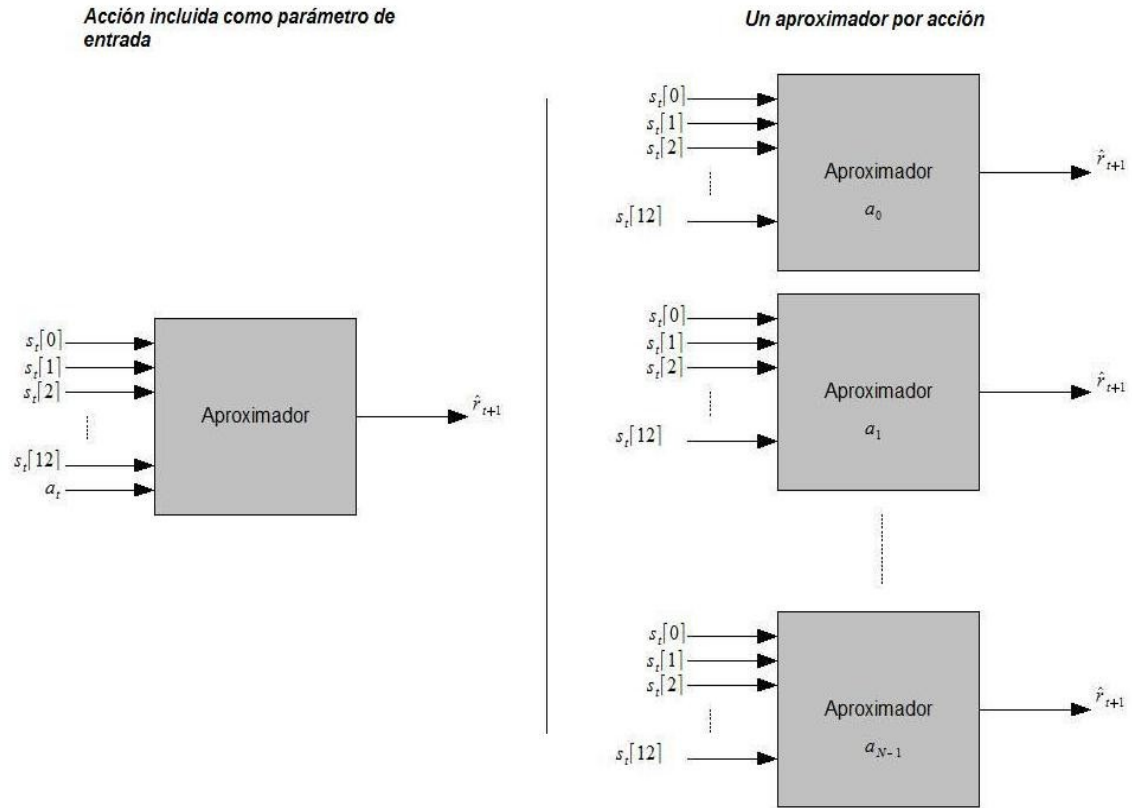 Acción incluida como parámetro de
entrada
s_t[0]
s_t[1]
s_t[2]
s_t[12]
a_t
Aproximador
r̂_{t+1}
Un aproximador por acción
s_t[0]
s_t[1]
s_t[2]
s_t[12]
Aproximador
a_0
r̂_{t+1}
s_t[0]
s_t[1]
s_t[2]
s_t[12]
Aproximador
a_1
r̂_{t+1}
s_t[0]
s_t[1]
s_t[2]
s_t[12]
Aproximador
a_{N-1}
r̂_{t+1}